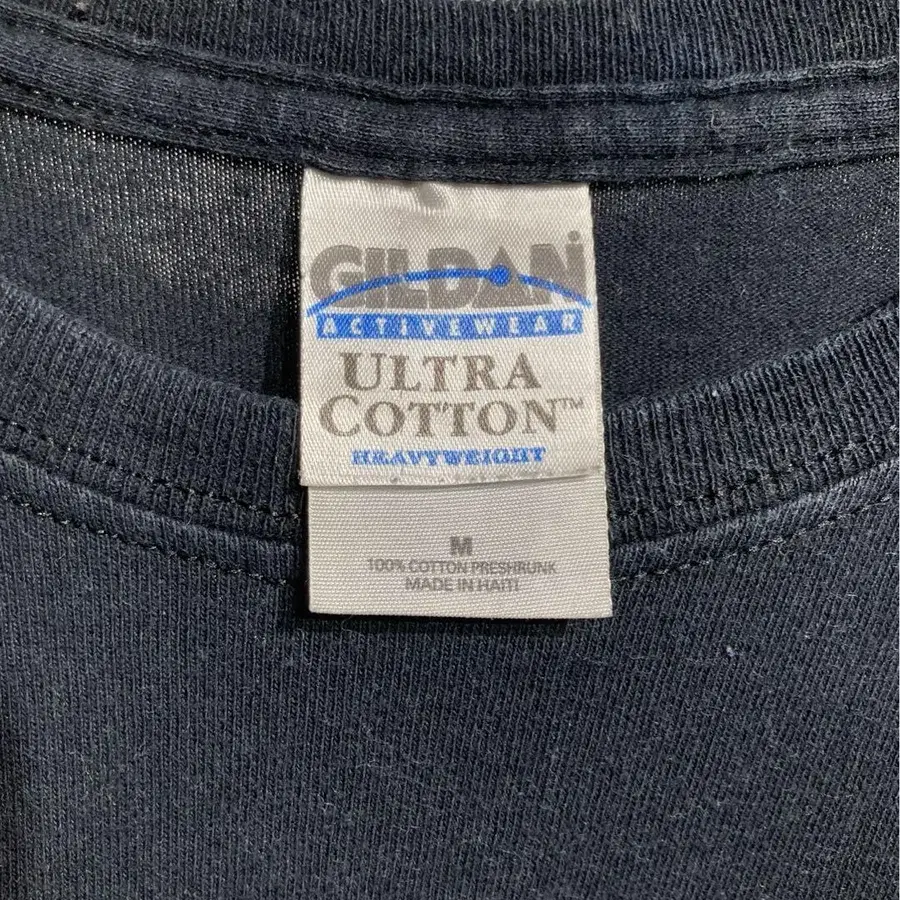 GILDAN
ACTIVEWEAR
ULTRA
COTTON™
HEAVYWEIGHT
M
100% COTTON PRESHRUNK
MADE IN HAITI